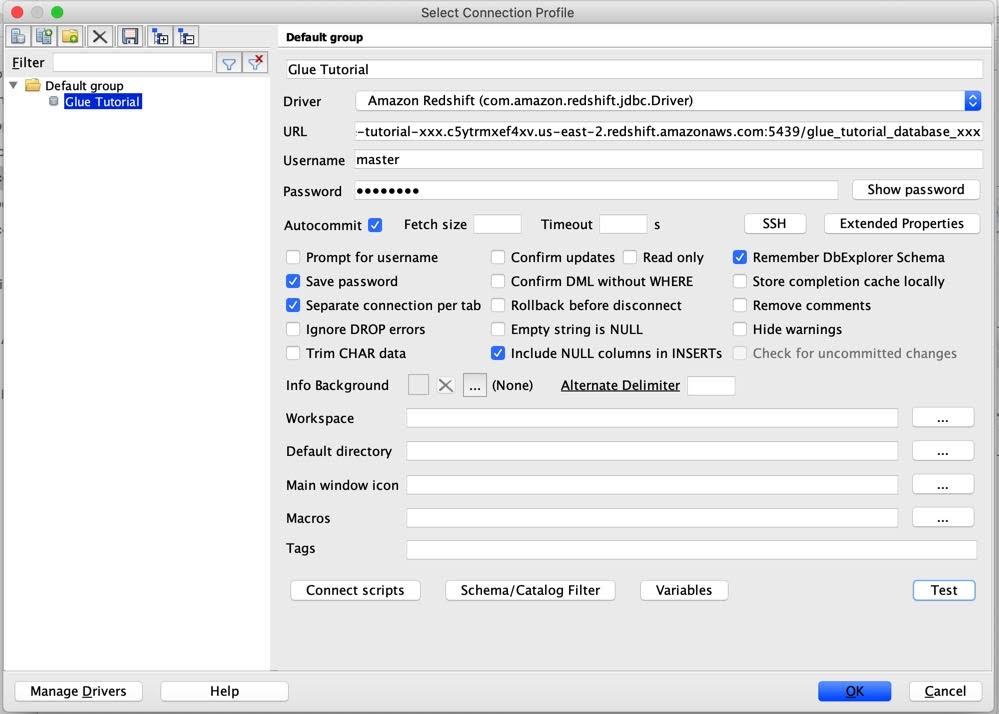 Select Connection Profile
Default group
Filter
Default group
Glue Tutorial
Glue Tutorial
Driver Amazon Redshift (com.amazon.redshift.jdbc.Driver)
URL -tutorial-xxx.c5ytrmxef4xv.us-east-2.redshift.amazonaws.com:5439/glue_tutorial_database_xxx
Username master
Password ●●●●●●●● Show password
Autocommit Fetch size Timeout s SSH Extended Properties
Prompt for username Confirm updates Read only Remember DbExplorer Schema
Save password Confirm DML without WHERE Store completion cache locally
Separate connection per tab Rollback before disconnect Remove comments
Ignore DROP errors Empty string is NULL Hide warnings
Trim CHAR data Include NULL columns in INSERTs Check for uncommitted changes
Info Background ... (None) Alternate Delimiter
Workspace ...
Default directory ...
Main window icon ...
Macros ...
Tags
Connect scripts Schema/Catalog Filter Variables Test
Manage Drivers Help OK Cancel